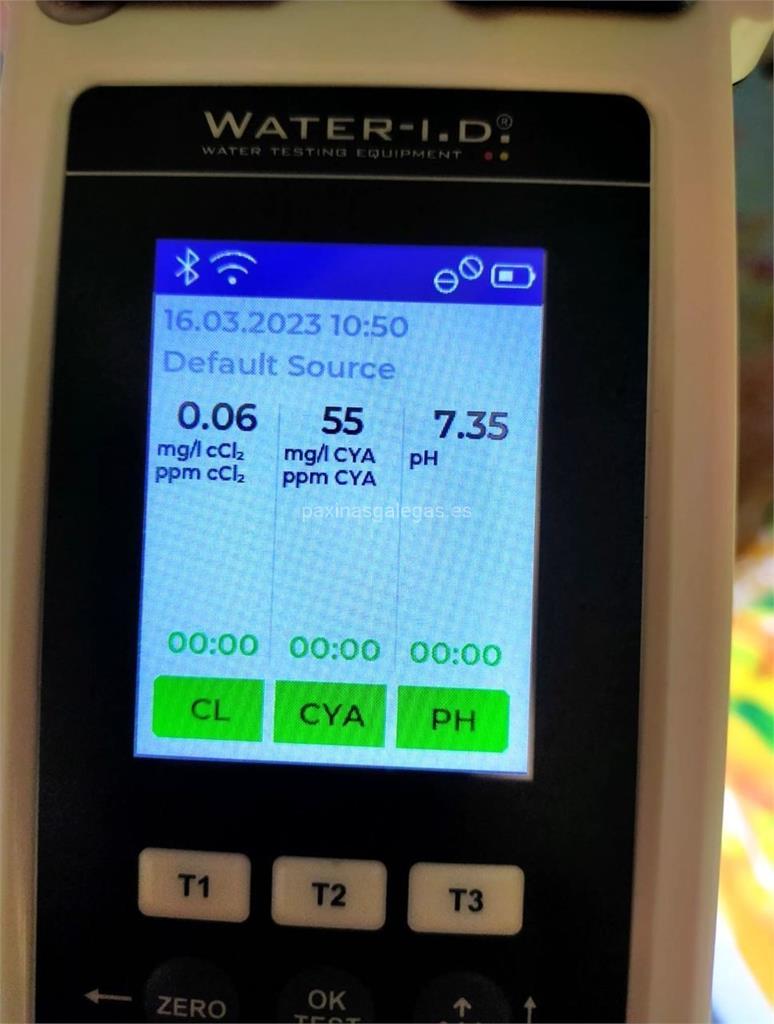 WATER-I.D.®
WATER TESTING EQUIPMENT
16.03.2023 10:50
Default Source
0.06 55 7.35
mg/l cCl₂ mg/l CYA pH
ppm cCl₂ ppm CYA
paxinasgalegas.es
00:00 00:00 00:00
CL CYA PH
T1 T2 T3
← ZERO OK ↑ ↑
TEST